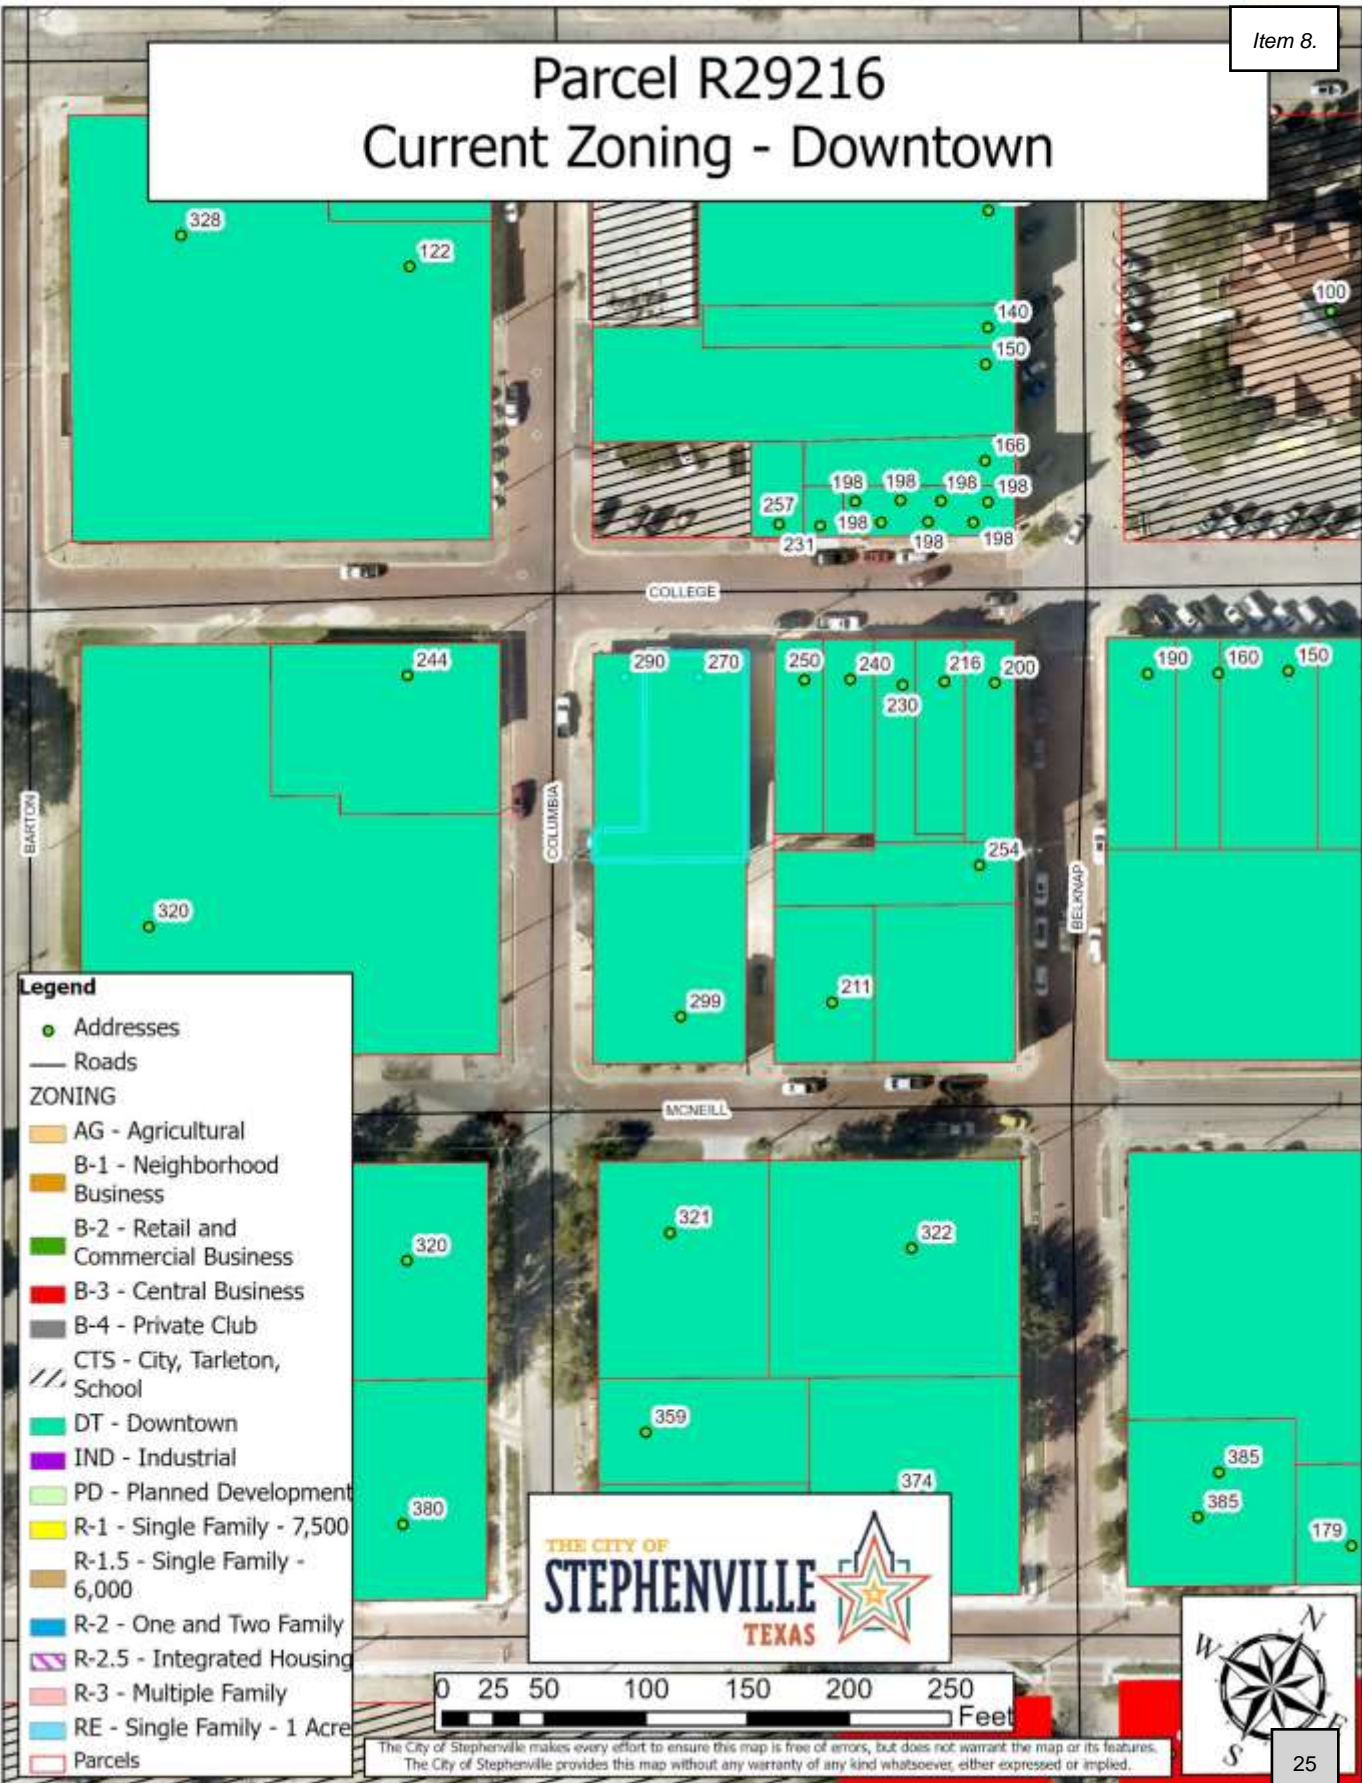 Item 8.
Parcel R29216
Current Zoning - Downtown
328
122
100
140
150
166
198 198 198 198
257
198
231
198
198
COLLEGE
244
290 270 250 240 216 200
230
190 160 150
BARTON
COLUMBIA
254
BELKNAP
320
211
299
MCNEILL
321
322
320
359
374
380
385
385
179
Legend
Addresses
Roads
ZONING
AG - Agricultural
B-1 - Neighborhood
Business
B-2 - Retail and
Commercial Business
B-3 - Central Business
B-4 - Private Club
CTS - City, Tarleton,
School
DT - Downtown
IND - Industrial
PD - Planned Development
R-1 - Single Family - 7,500
R-1.5 - Single Family -
6,000
R-2 - One and Two Family
R-2.5 - Integrated Housing
R-3 - Multiple Family
RE - Single Family - 1 Acre
Parcels
THE CITY OF
STEPHENVILLE
TEXAS
0 25 50 100 150 200 250
Feet
The City of Stephenville makes every effort to ensure this map is free of errors, but does not warrant the map or its features.
The City of Stephenville provides this map without any warranty of any kind whatsoever, either expressed or implied.
N
W
E
S
25